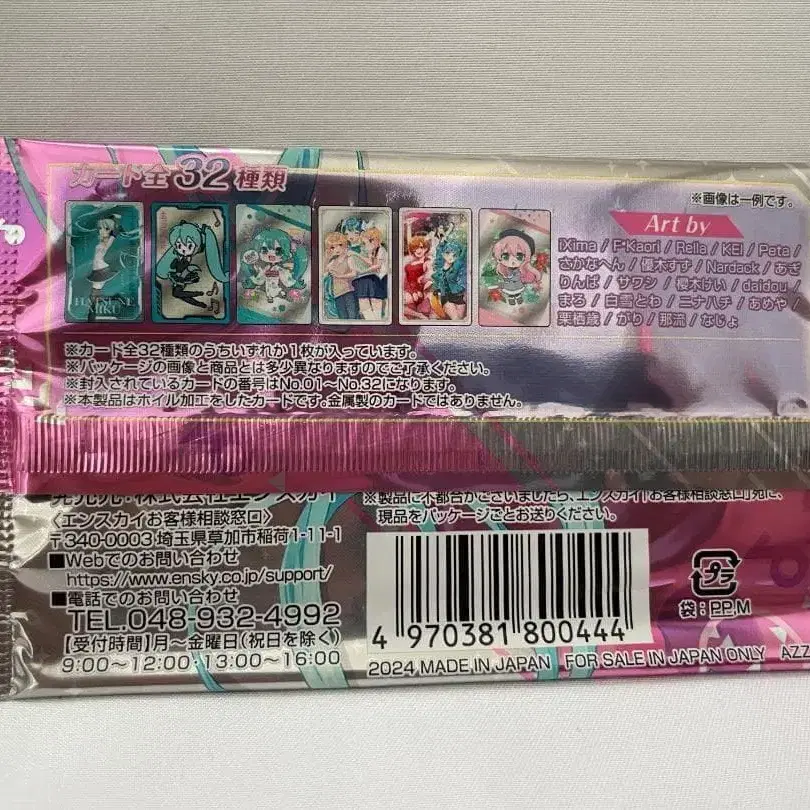 カード全32種類
※画像は一例です。
HATSUNE
MIKU
Art by
iXima / F*Kaori / Rella / KEI / Peta /
さかなへん / 優木すず / Nardack / あぎ
りんぱ / サワシ / 櫻木けい / daidou /
まろ / 白雲とわ / ニナハチ / あめや /
栗栖歳 / がり / 那流 / なじょ
※カード全32種類のうちいずれか1枚が入っています。
※パッケージの画像と商品とは多少異なりますのでご了承ください。
※封入されているカードの番号はNo.01～No.32になります。
※本製品はホイル加工をしたカードです。金属製のカードではありません。
発売元:株式会社エンスカイ
〈エンスカイお客様相談窓口〉
〒340-0003 埼玉県草加市稲荷1-11-1
■Webでのお問い合わせ
https://www.ensky.co.jp/support/
■電話でのお問い合わせ
TEL.048-932-4992
【受付時間】月～金曜日(祝日を除く)
9:00～12:00・13:00～16:00
※製品に不都合がございましたら、エンスカイ「お客様相談窓口」宛に、
現品をパッケージごとお送りください。
4 970381 800444
プラ
袋:PP,M
2024 MADE IN JAPAN FOR SALE IN JAPAN ONLY AZZ